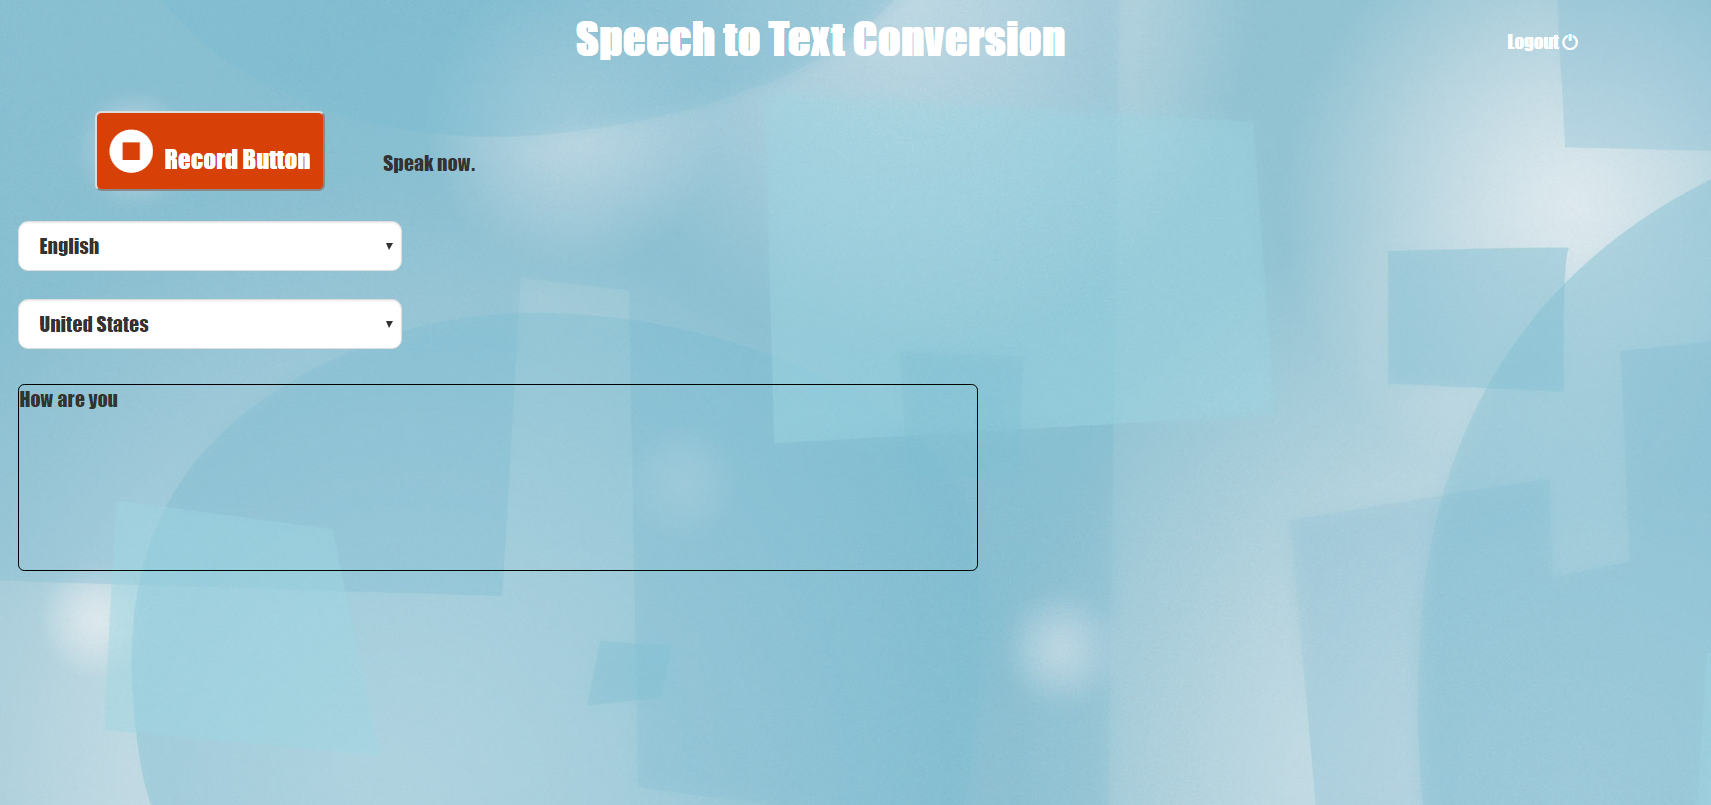 Speech to Text Conversion
Logout
Record Button
Speak now.
English
United States
How are you